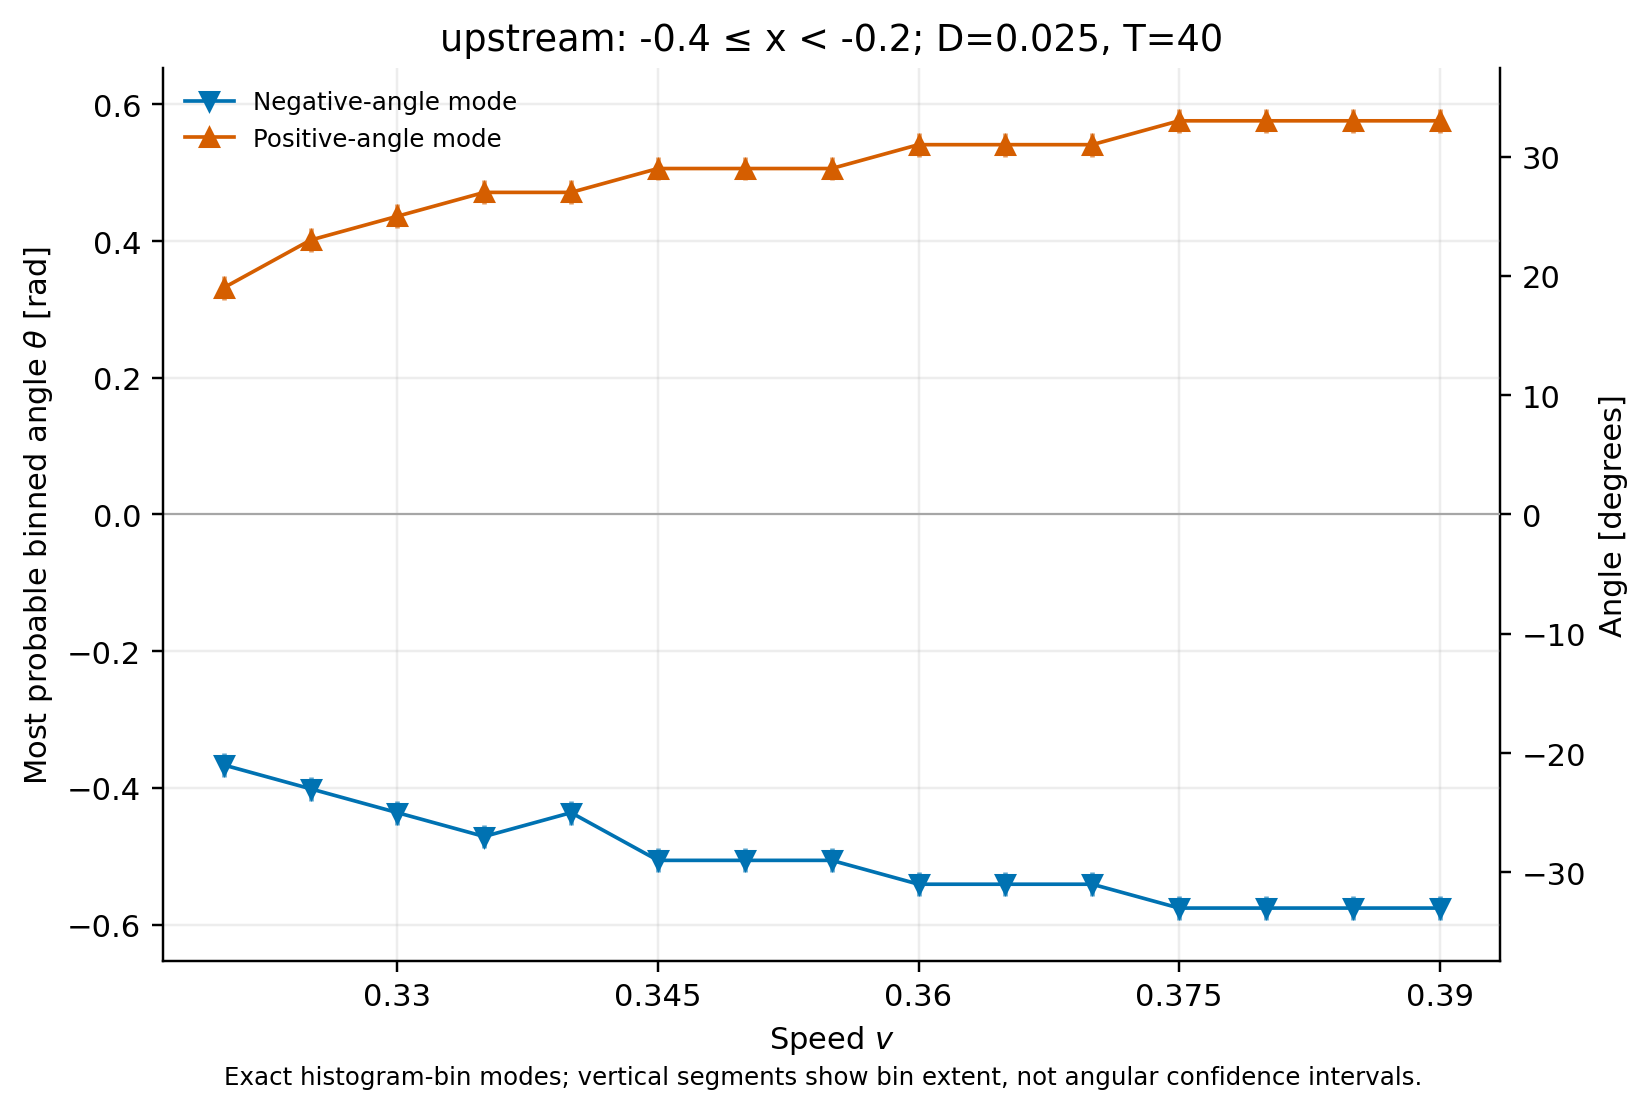 upstream: -0.4 ≤ x < -0.2; D=0.025, T=40
Negative-angle mode
Positive-angle mode
Most probable binned angle θ [rad]
0.6
0.4
0.2
0.0
−0.2
−0.4
−0.6
30
20
10
0
−10
−20
−30
Angle [degrees]
0.33
0.345
0.36
0.375
0.39
Speed v
Exact histogram-bin modes; vertical segments show bin extent, not angular confidence intervals.